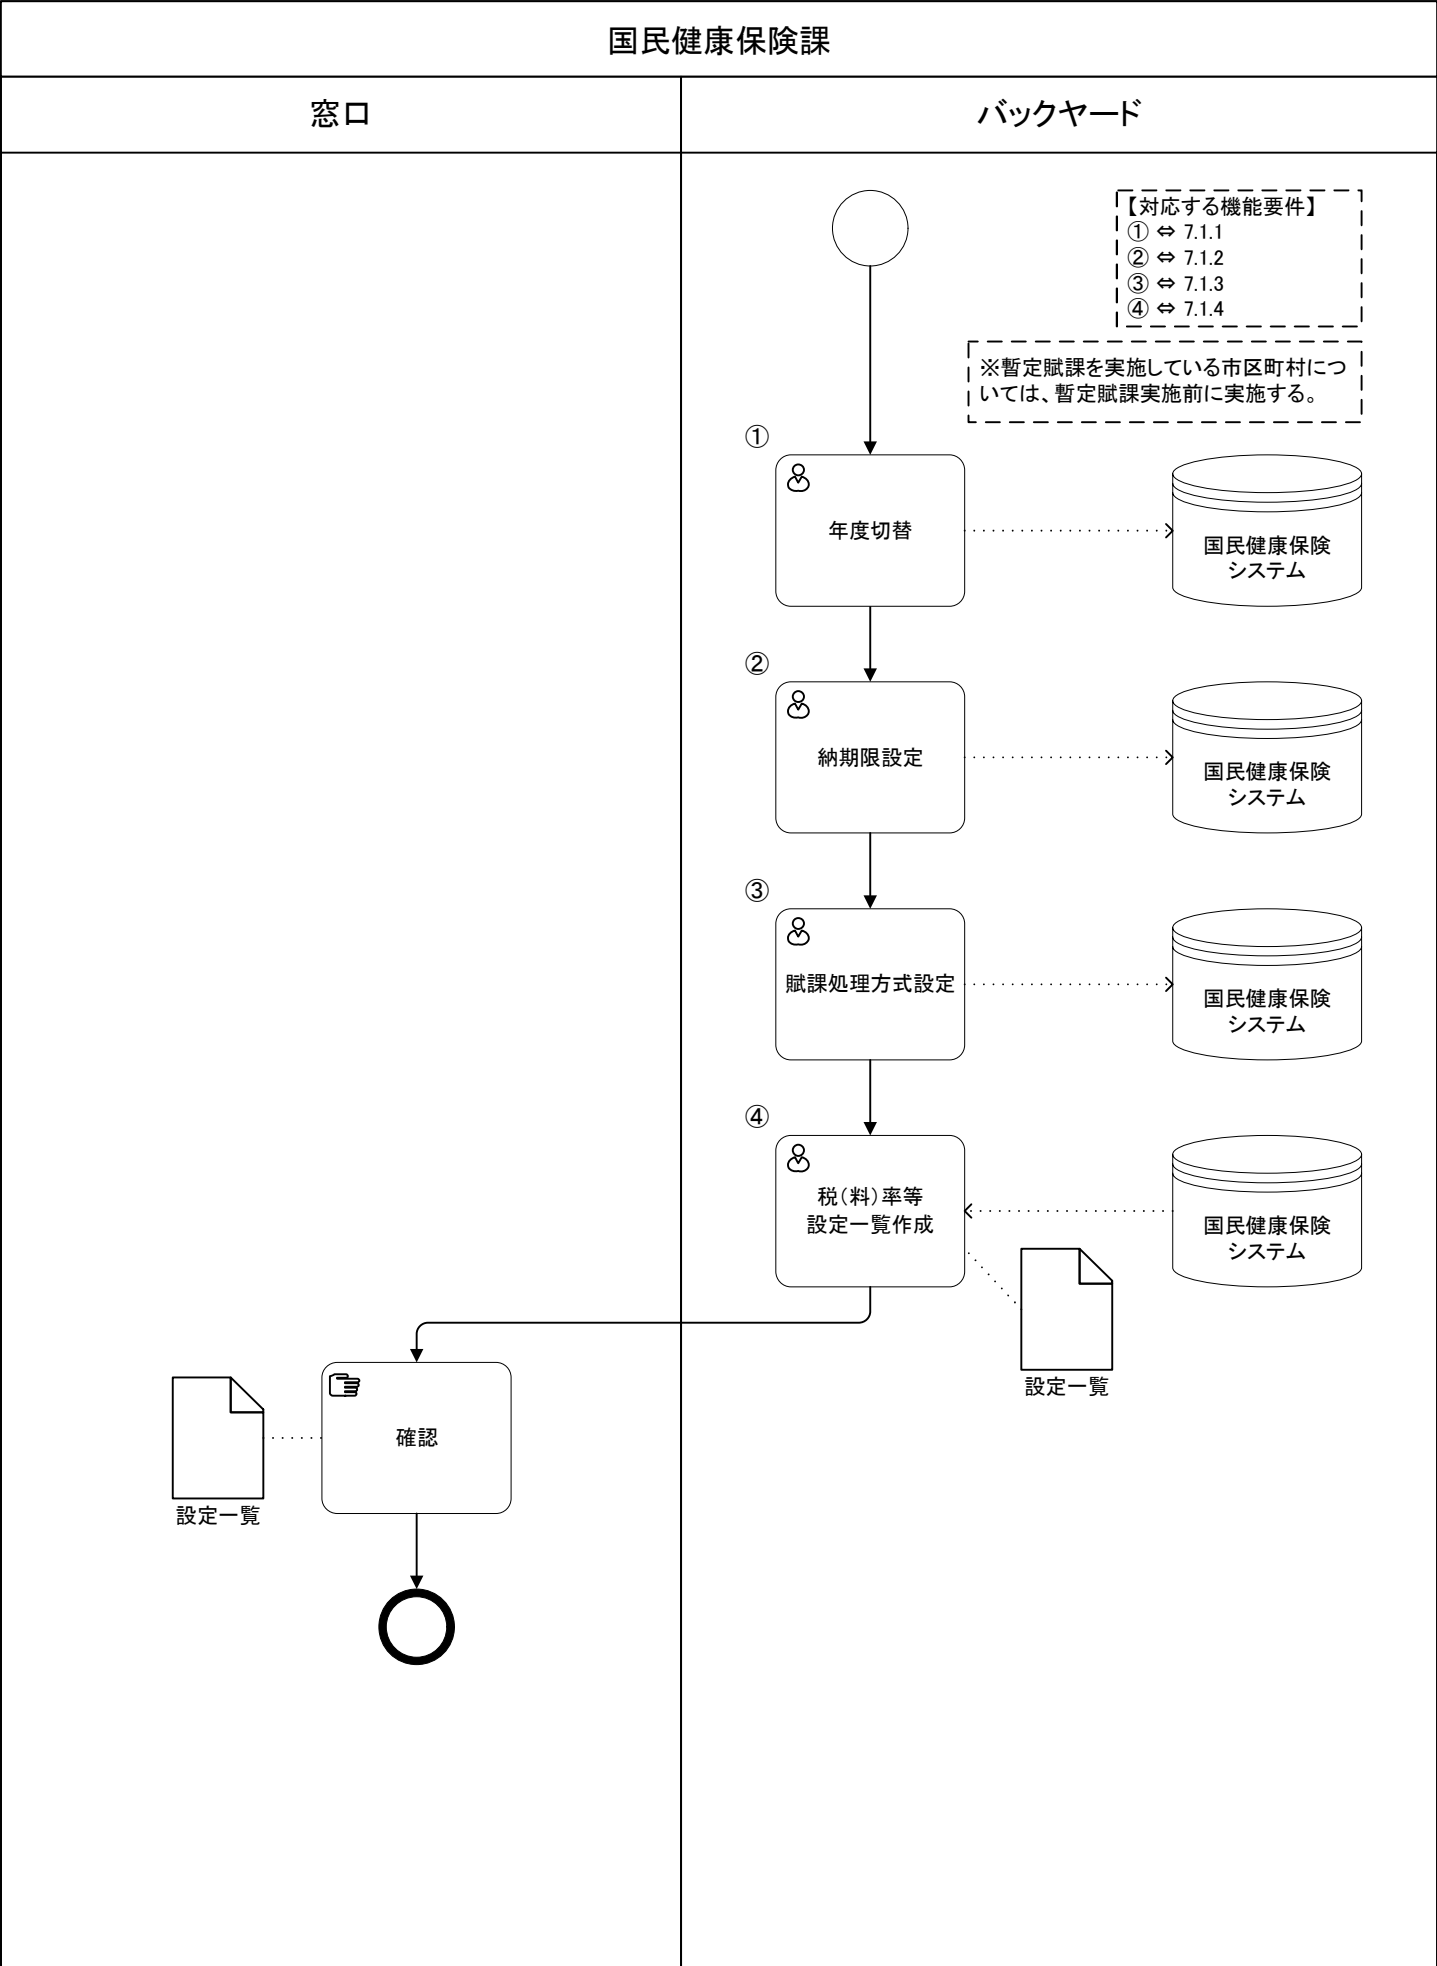 国民健康保険課
窓口
バックヤード
【対応する機能要件】
① ⇔ 7.1.1
② ⇔ 7.1.2
③ ⇔ 7.1.3
④ ⇔ 7.1.4
※暫定賦課を実施している市区町村につ
いては、暫定賦課実施前に実施する。
①
年度切替
国民健康保険
システム
②
納期限設定
国民健康保険
システム
③
賦課処理方式設定
国民健康保険
システム
④
税（料）率等
設定一覧作成
国民健康保険
システム
設定一覧
確認
設定一覧